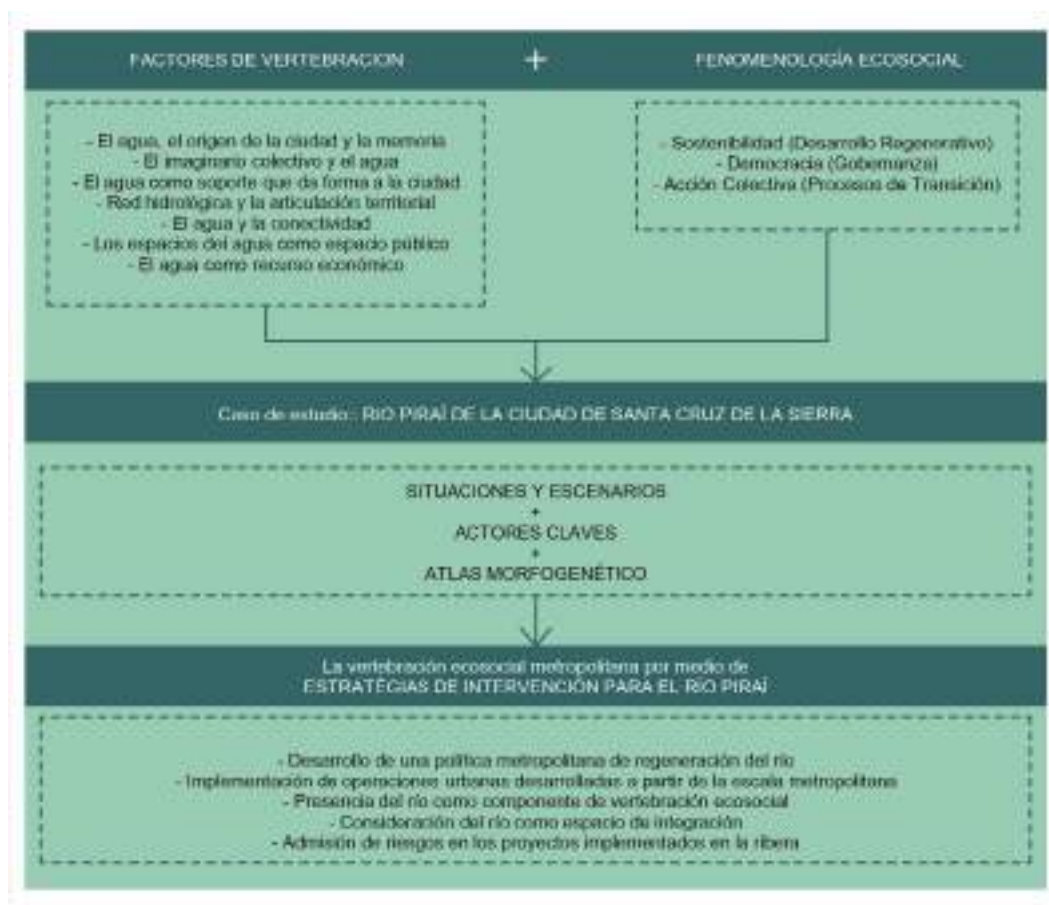 FACTORES DE VERTEBRACION + FENOMENOLOGÍA ECOSOCIAL
- El agua, el origen de la ciudad y la memoria
- El imaginario colectivo y el agua
- El agua como soporte que da forma a la ciudad
- Red hidrológica y la articulación territorial
- El agua y la conectividad
- Los espacios del agua como espacio público
- El agua como recurso económico
- Sostenibilidad (Desarrollo Regenerativo)
- Democracia (Gobernanza)
- Acción Colectiva (Procesos de Transición)
Caso de estudio: RIO PIRAÍ DE LA CIUDAD DE SANTA CRUZ DE LA SIERRA
SITUACIONES Y ESCENARIOS
+
ACTORES CLAVES
+
ATLAS MORFOGENÉTICO
La vertebración ecosocial metropolitana por medio de
ESTRATEGIAS DE INTERVENCIÓN PARA EL RÍO PIRAÍ
- Desarrollo de una política metropolitana de regeneración del río
- Implementación de operaciones urbanas desarrolladas a partir de la escala metropolitana
- Presencia del río como componente de vertebración ecosocial
- Consideración del río como espacio de integración
- Admisión de riesgos en los proyectos implementados en la ribera